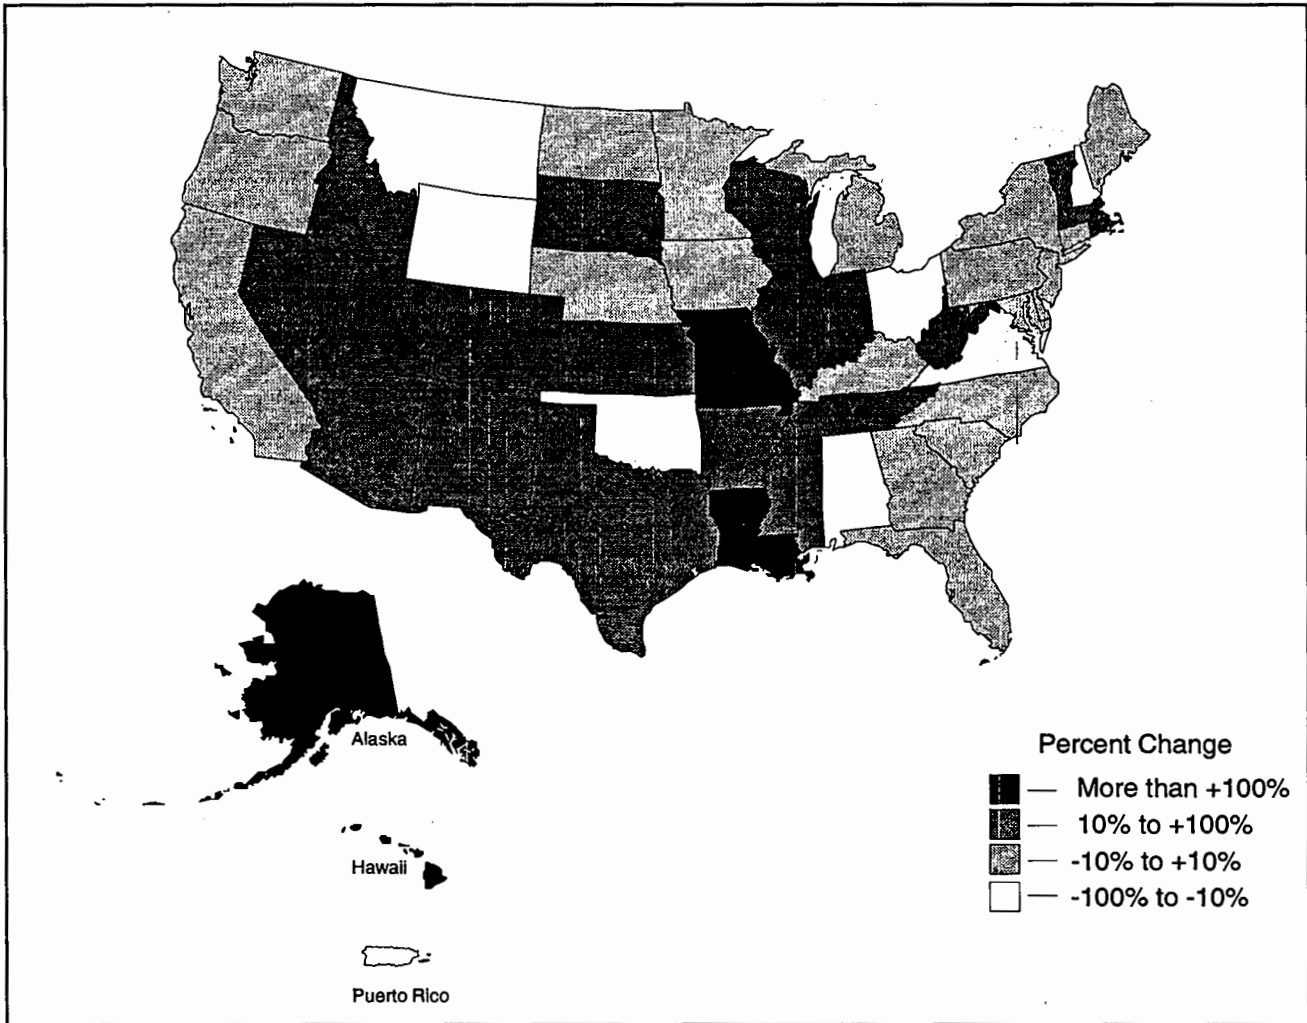 Alaska
Hawaii
Puerto Rico
Percent Change
More than +100%
10% to +100%
-10% to +10%
-100% to -10%